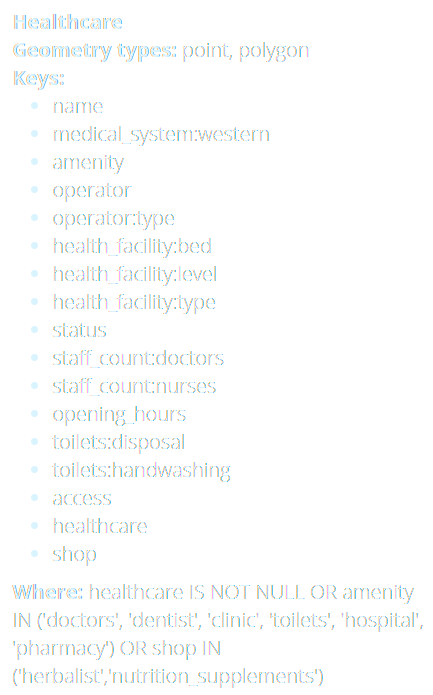 Healthcare
Geometry types: point, polygon
Keys:
• name
• medical_system:western
• amenity
• operator
• operator:type
• health_facility:bed
• health_facility:level
• health_facility:type
• status
• staff_count:doctors
• staff_count:nurses
• opening_hours
• toilets:disposal
• toilets:handwashing
• access
• healthcare
• shop
Where: healthcare IS NOT NULL OR amenity
IN ('doctors', 'dentist', 'clinic', 'toilets', 'hospital',
'pharmacy') OR shop IN
('herbalist','nutrition_supplements')